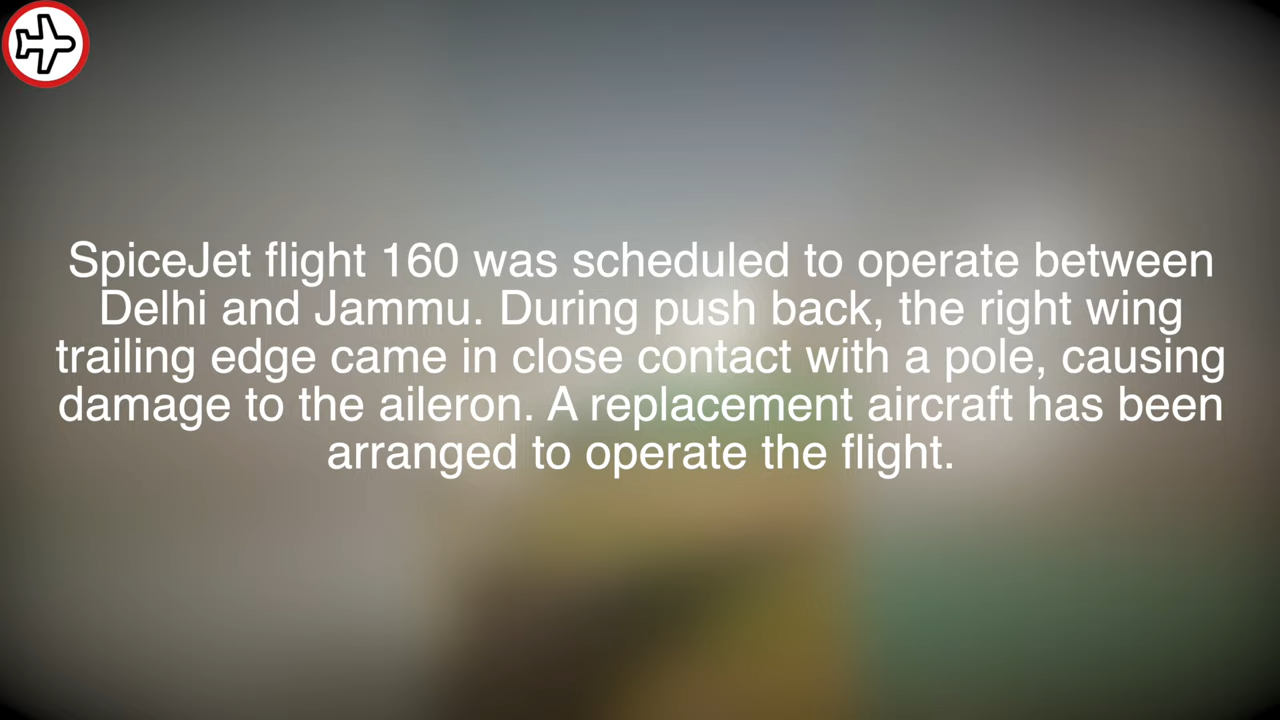 SpiceJet flight 160 was scheduled to operate between
Delhi and Jammu. During push back, the right wing
trailing edge came in close contact with a pole, causing
damage to the aileron. A replacement aircraft has been
arranged to operate the flight.